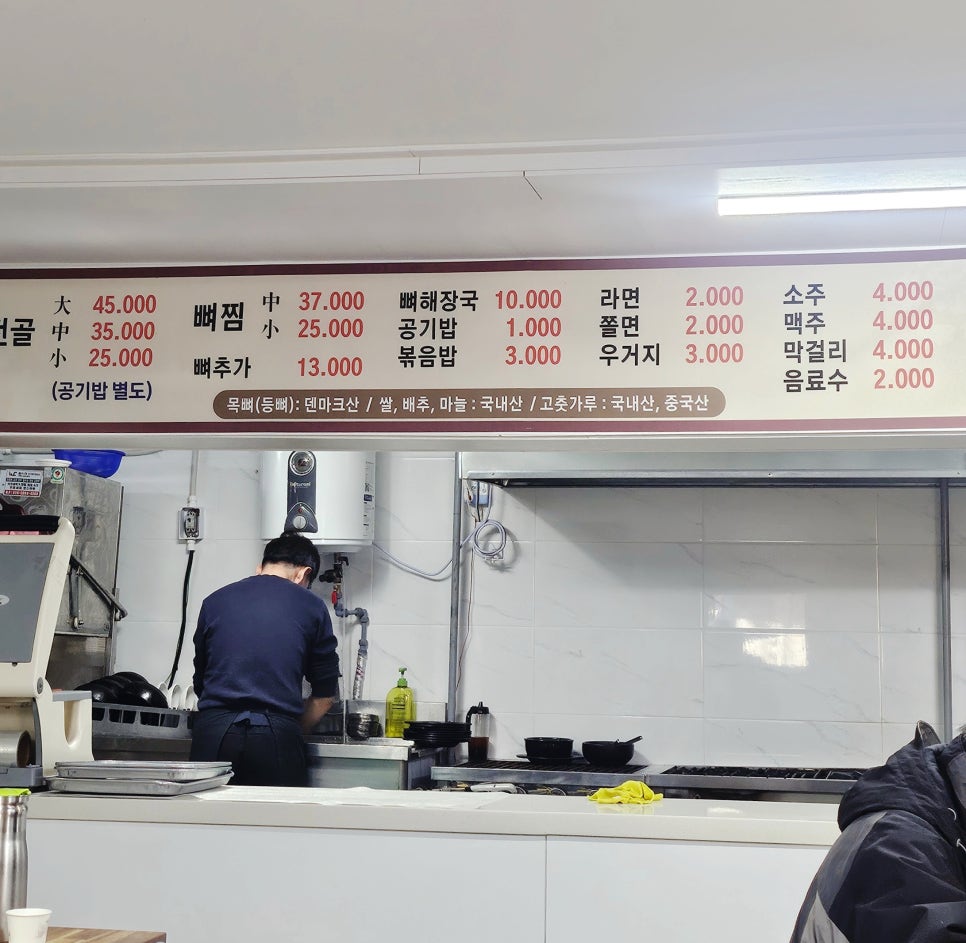 전골
大 45.000
中 35.000
小 25.000
(공기밥 별도)
뼈찜
中 37.000
小 25.000
뼈추가 13.000
뼈해장국 10.000
공기밥 1.000
볶음밥 3.000
라면 2.000
쫄면 2.000
우거지 3.000
소주 4.000
맥주 4.000
막걸리 4.000
음료수 2.000
목뼈(등뼈) : 덴마크산 / 쌀, 배추, 마늘 : 국내산 / 고춧가루 : 국내산, 중국산